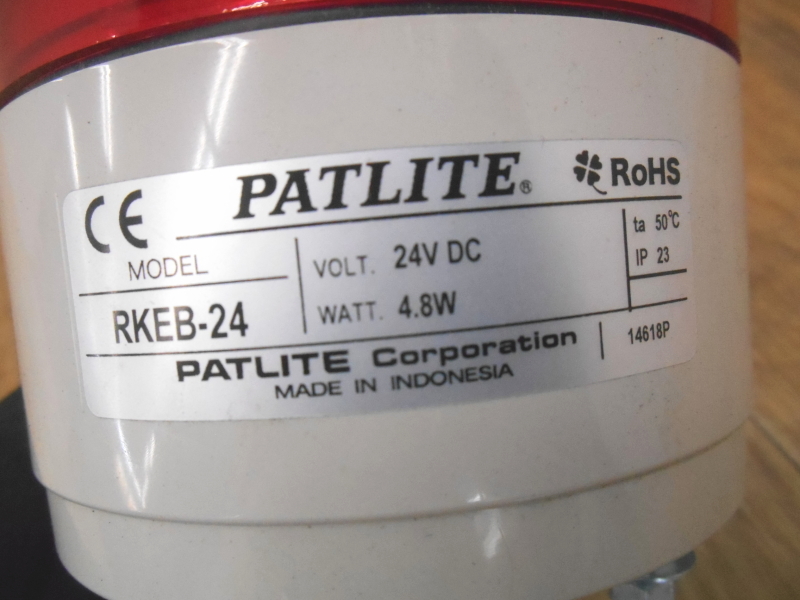 CE PATLITE® RoHS
MODEL
RKEB-24
VOLT. 24V DC
WATT. 4.8W
ta 50°C
IP 23
PATLITE Corporation
MADE IN INDONESIA
14618P